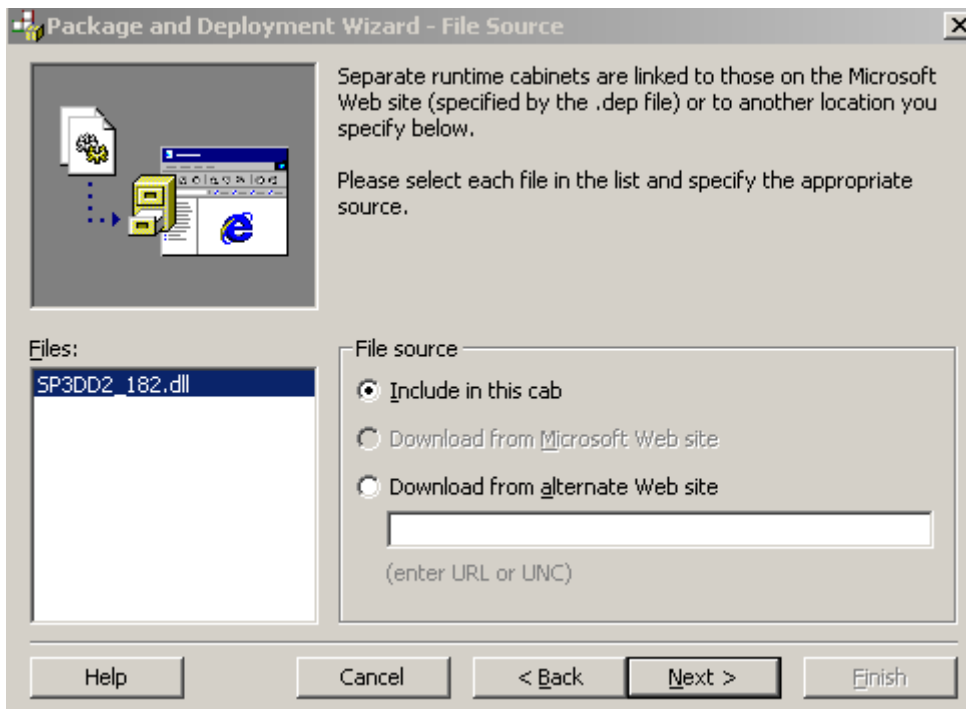 Package and Deployment Wizard - File Source
Separate runtime cabinets are linked to those on the Microsoft
Web site (specified by the .dep file) or to another location you
specify below.
Please select each file in the list and specify the appropriate
source.
Files:
SP3DD2_182.dll
File source
Include in this cab
Download from Microsoft Web site
Download from alternate Web site
(enter URL or UNC)
Help
Cancel
< Back
Next >
Finish